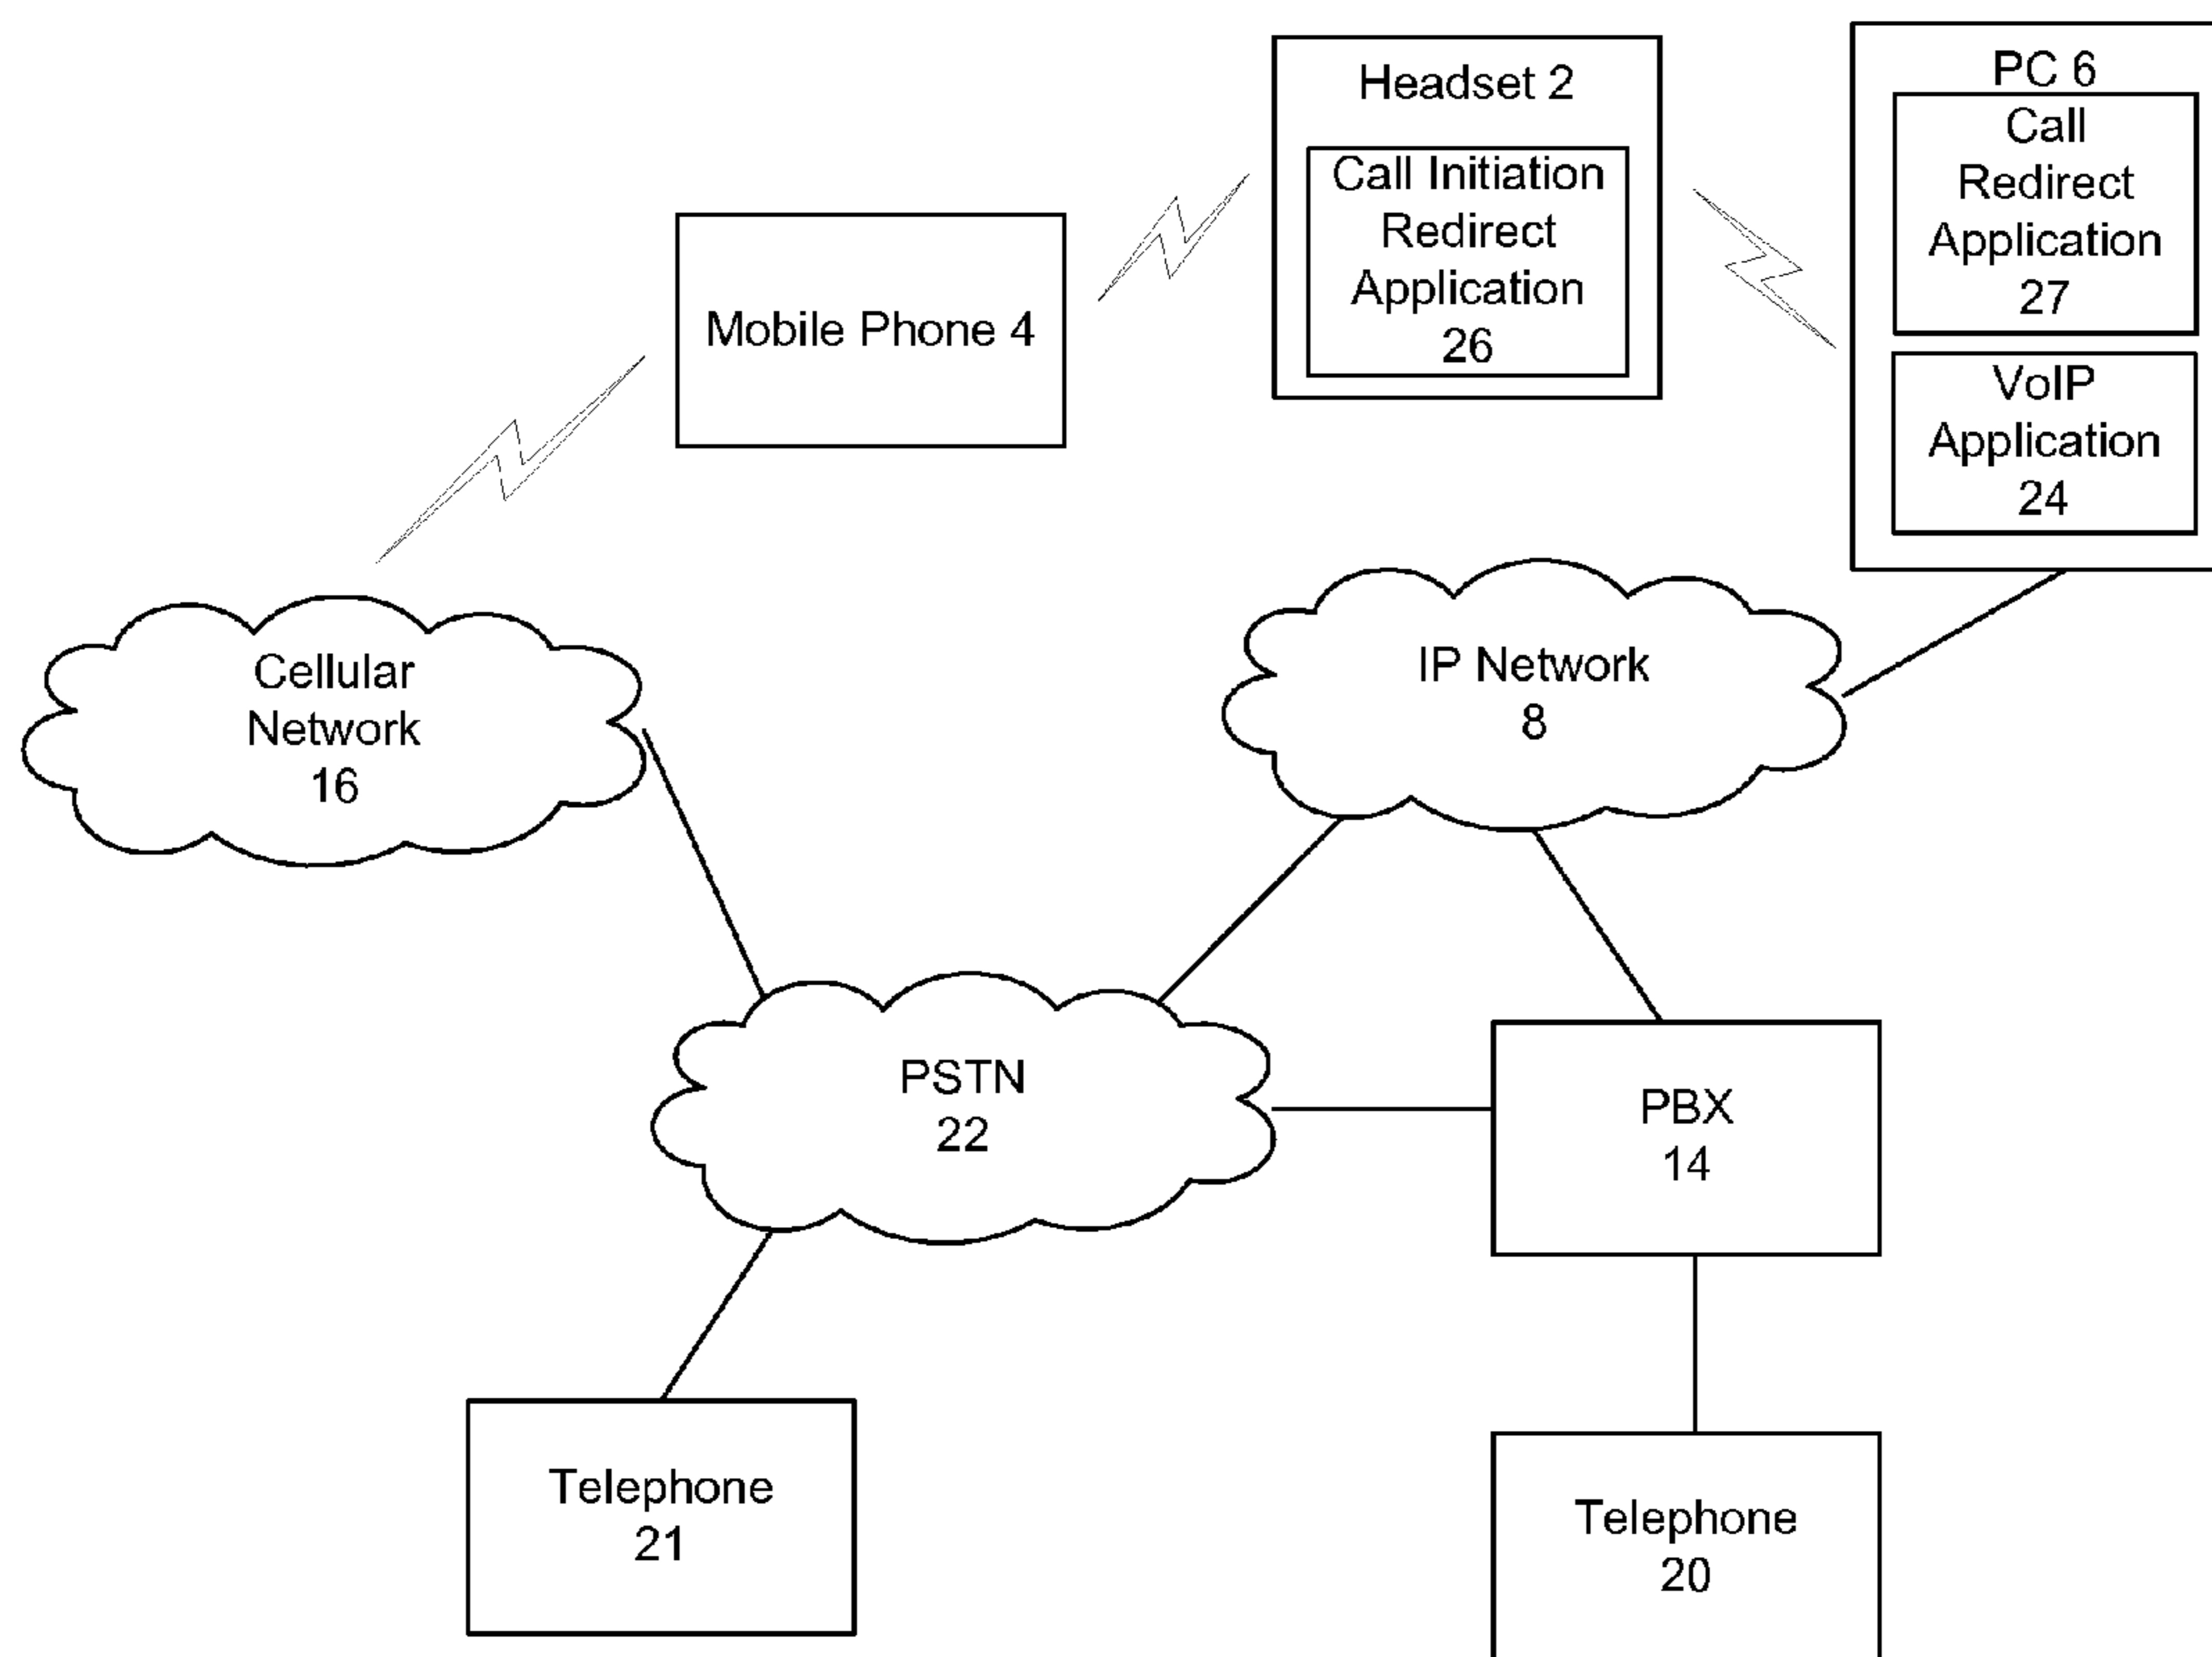 Headset 2
Call Initiation
Redirect
Application
26
PC 6
Call
Redirect
Application
27
VoIP
Application
24
Mobile Phone 4
Cellular
Network
16
IP Network
8
PSTN
22
PBX
14
Telephone
21
Telephone
20